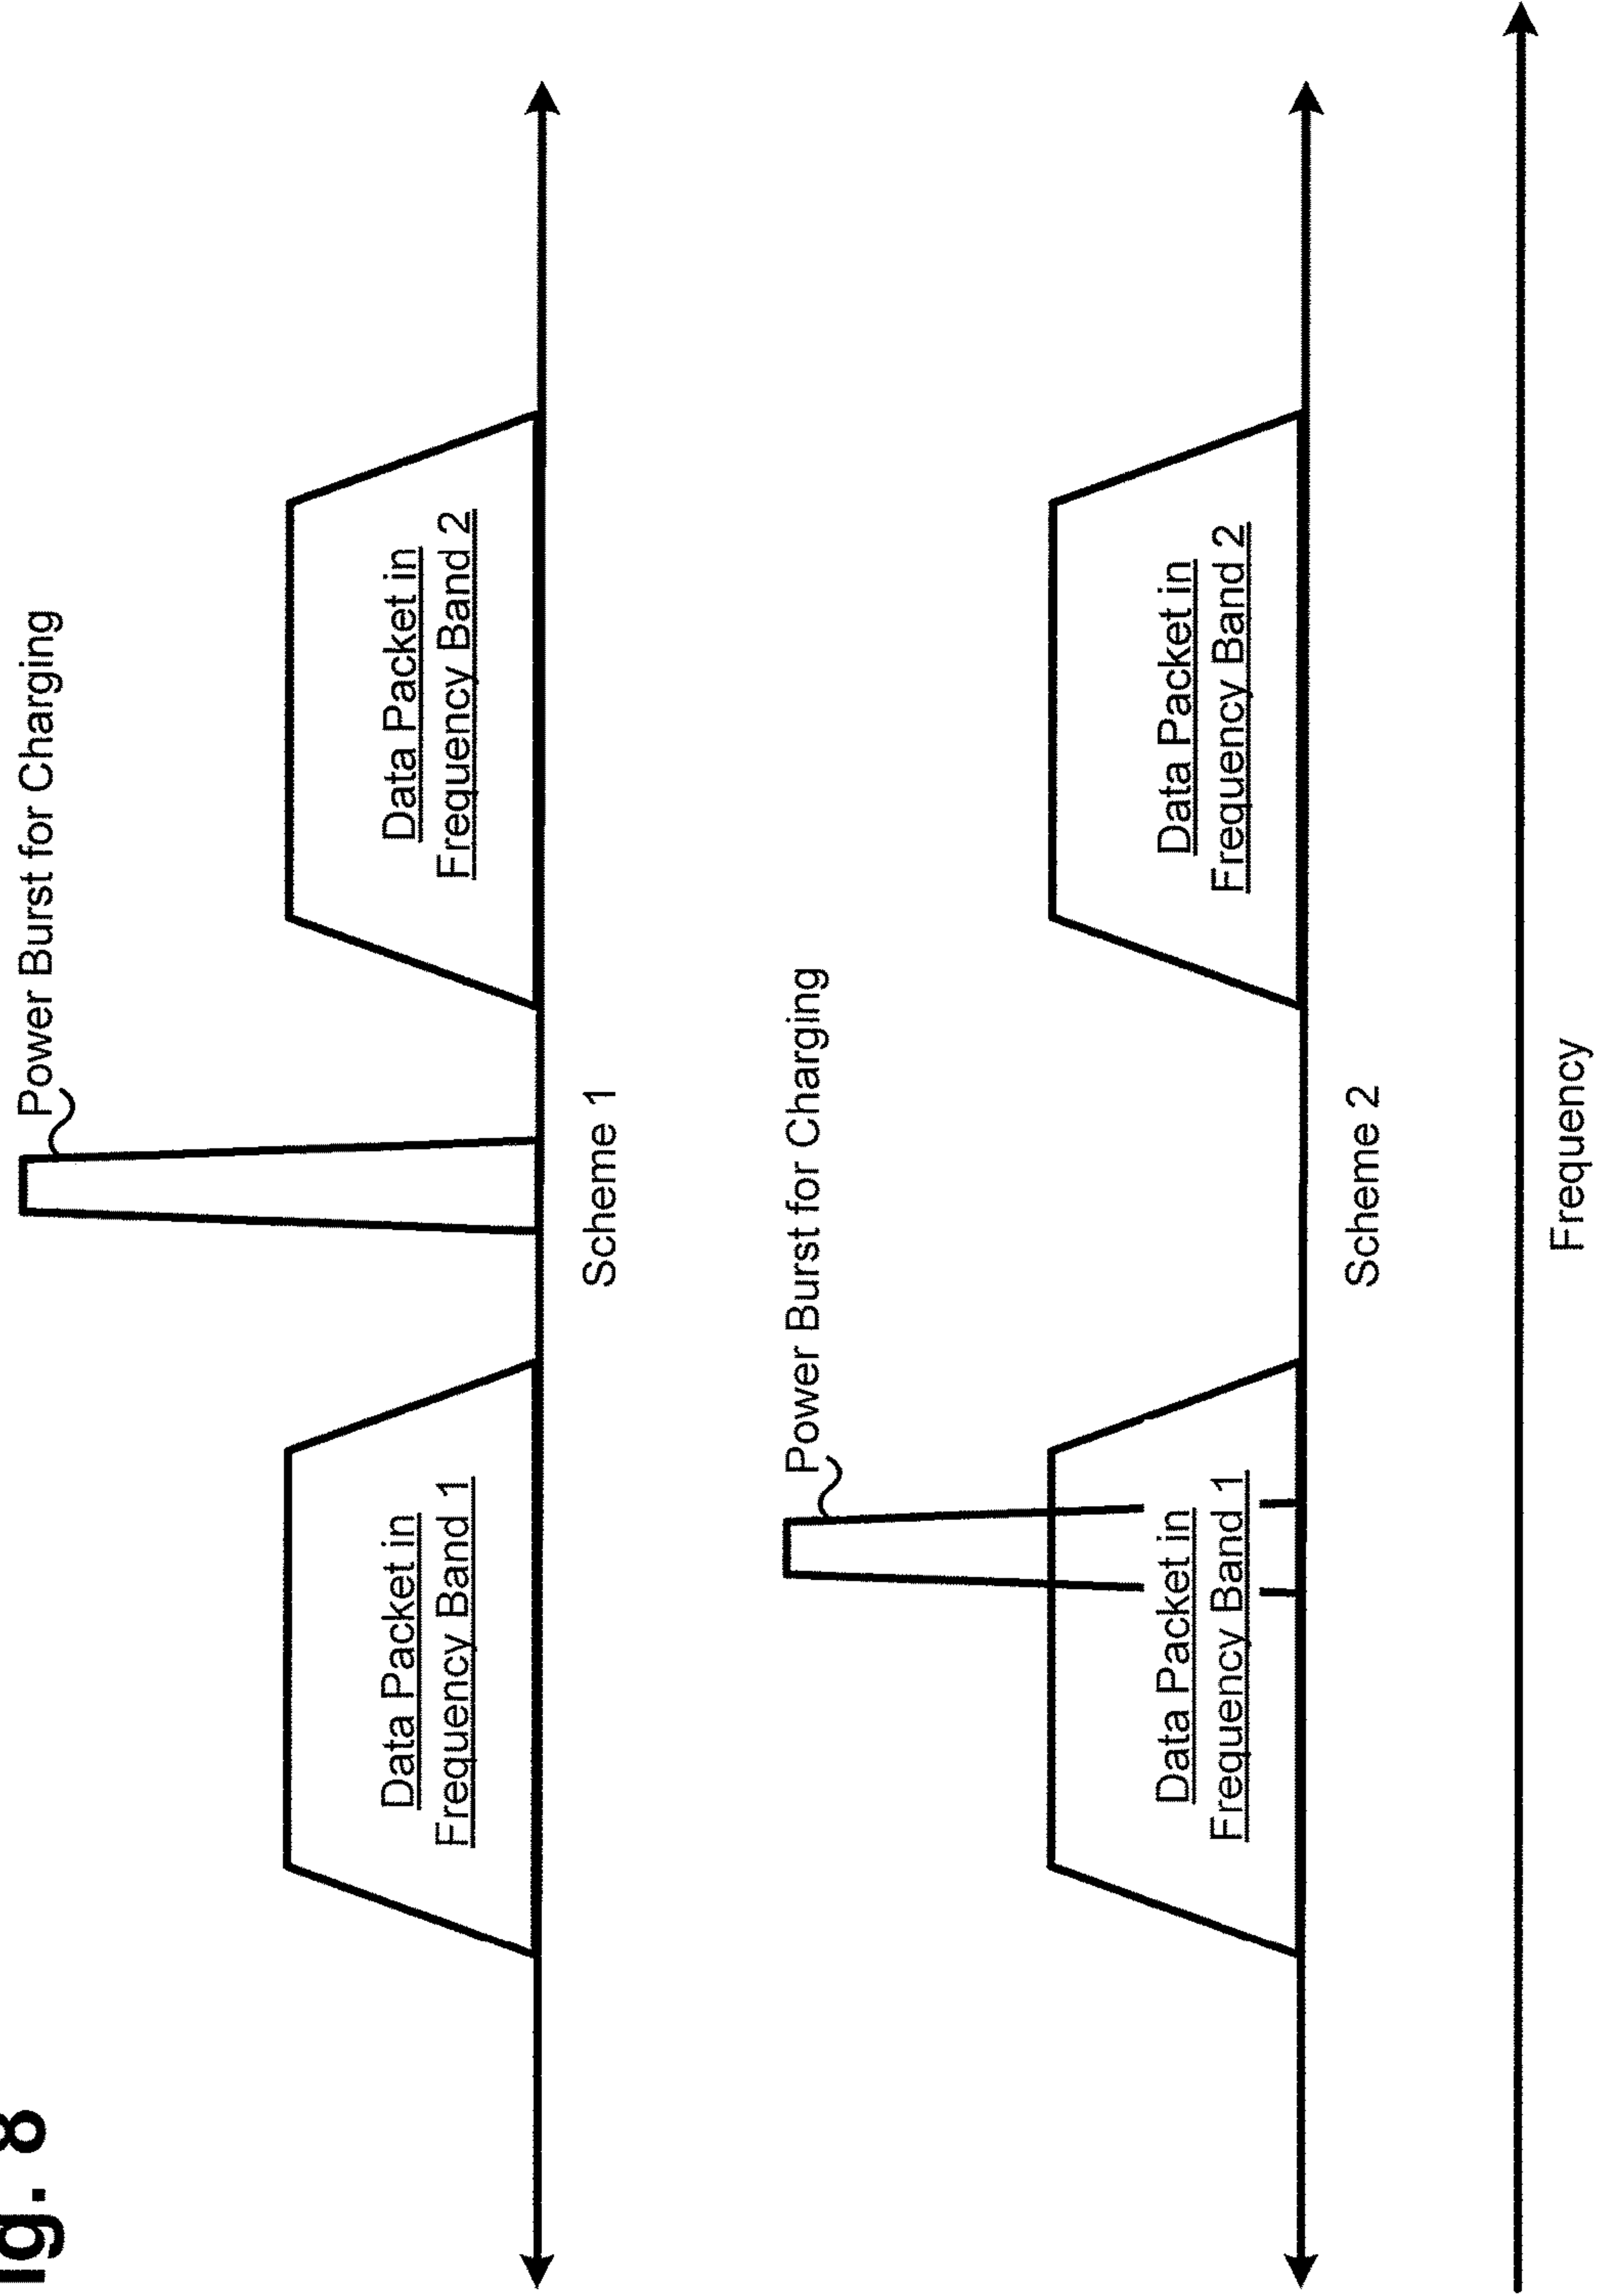 ig. 8
Power Burst for Charging
Data Packet in
Frequency Band 1
Data Packet in
Frequency Band 2
Scheme 1
Power Burst for Charging
Data Packet in
Frequency Band 1
Data Packet in
Frequency Band 2
Scheme 2
Frequency